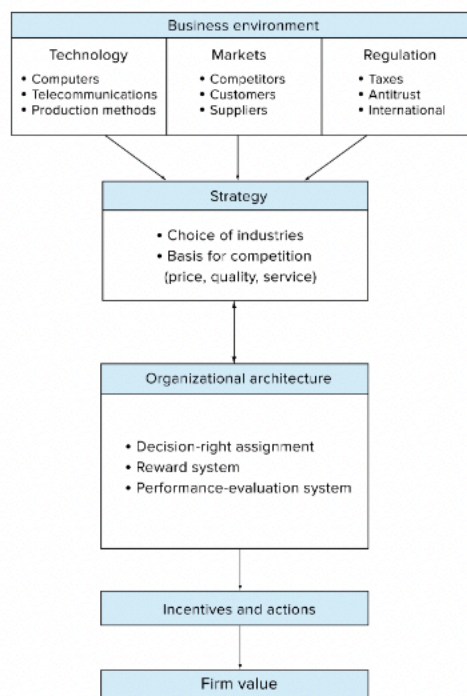 Business environment
Technology
• Computers
• Telecommunications
• Production methods
Markets
• Competitors
• Customers
• Suppliers
Regulation
• Taxes
• Antitrust
• International
Strategy
• Choice of industries
• Basis for competition
(price, quality, service)
Organizational architecture
• Decision-right assignment
• Reward system
• Performance-evaluation system
Incentives and actions
Firm value